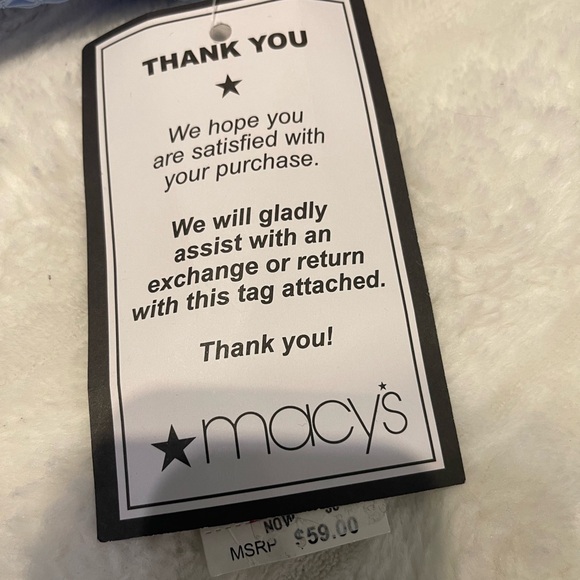 THANK YOU
We hope you
are satisfied with
your purchase.
We will gladly
assist with an
exchange or return
with this tag attached.
Thank you!
macy's
NOW
MSRP $59.00